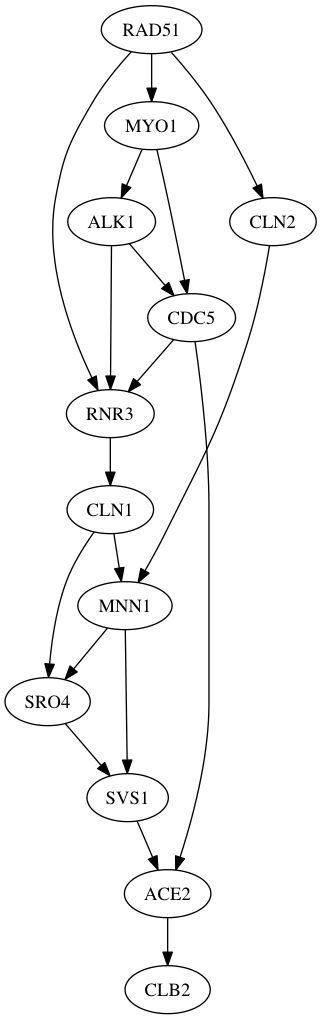 RAD51
MYO1
ALK1
CLN2
CDC5
RNR3
CLN1
MNN1
SRO4
SVS1
ACE2
CLB2